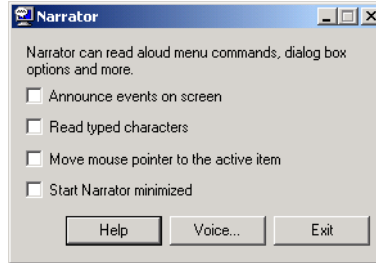 Narrator
Narrator can read aloud menu commands, dialog box
options and more.
Announce events on screen
Read typed characters
Move mouse pointer to the active item
Start Narrator minimized
Help
Voice...
Exit